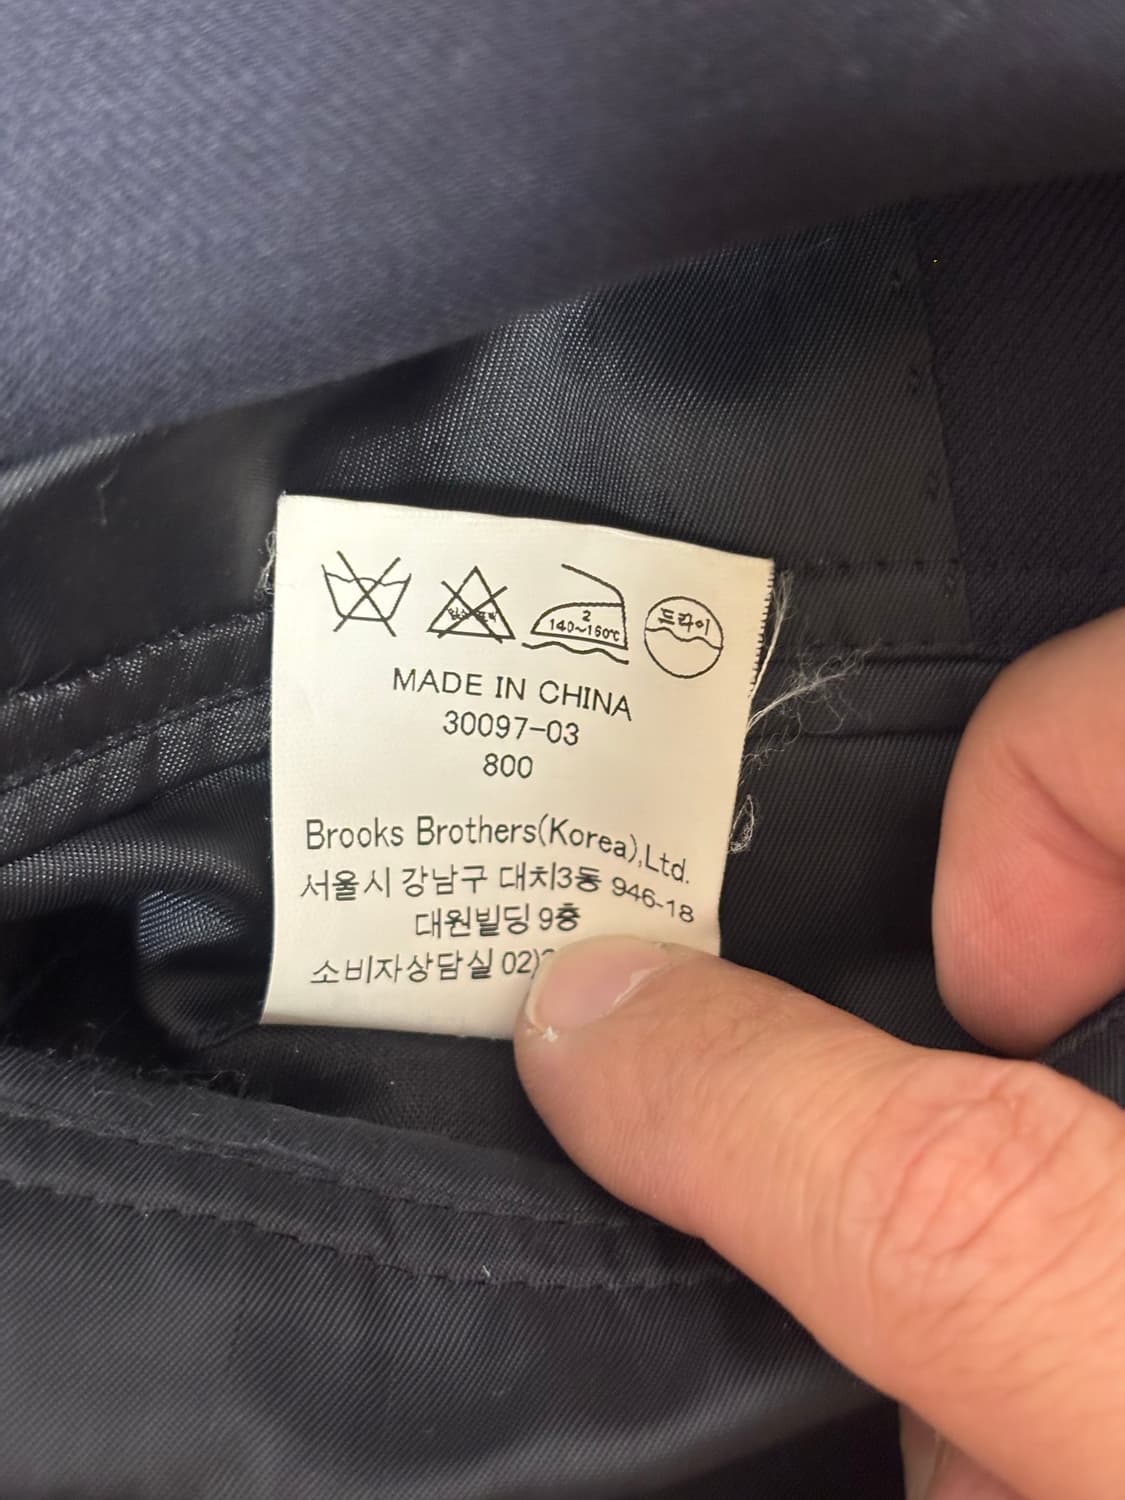 2
140~160℃
드라이
MADE IN CHINA
30097-03
800
Brooks Brothers(Korea),Ltd.
서울시 강남구 대치3동 946-18
대원빌딩 9층
소비자상담실 02)